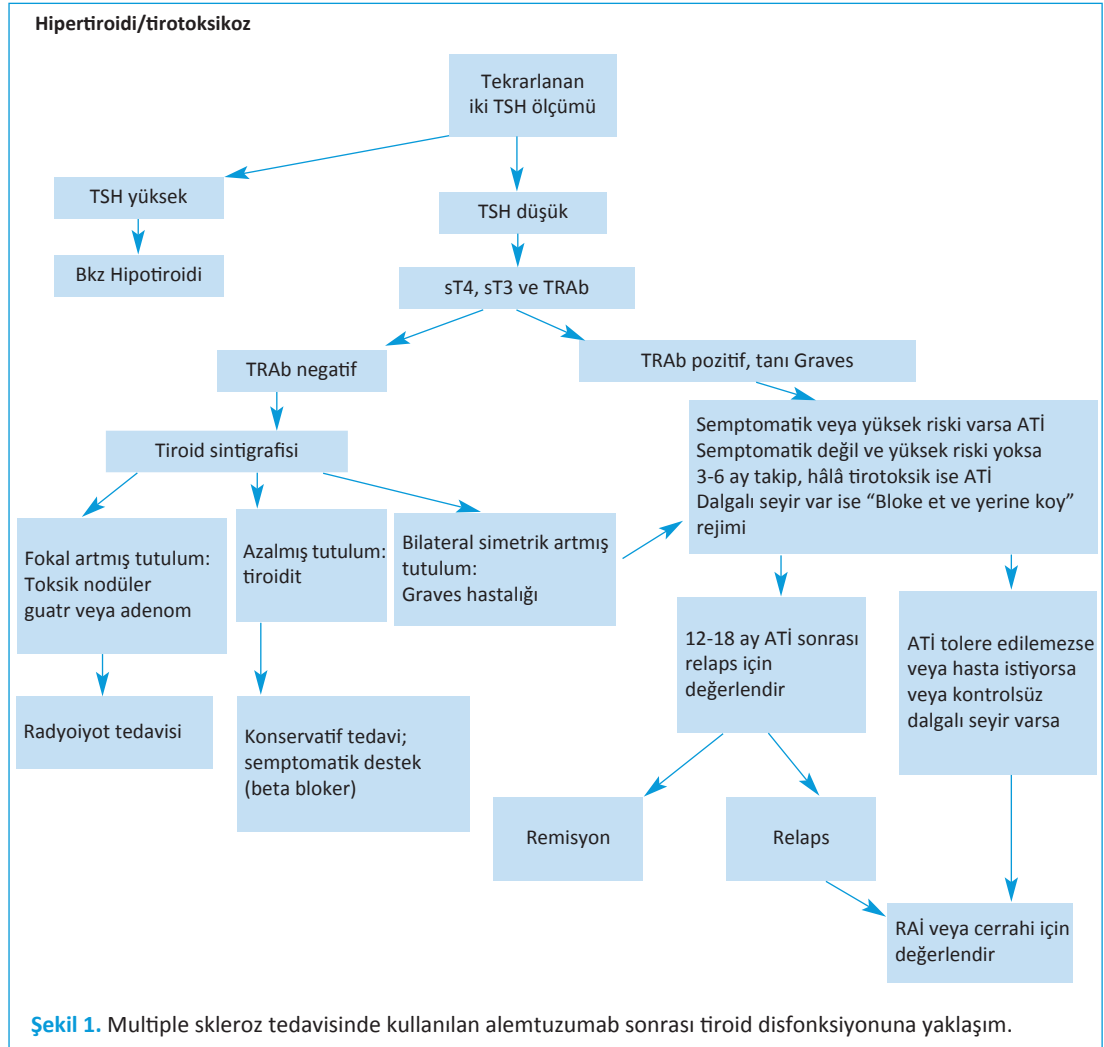 Hipertiroidi/tirotoksikoz
Tekrarlanan
iki TSH ölçümü
TSH yüksek
TSH düşük
Bkz Hipotiroidi
sT4, sT3 ve TRAb
TRAb negatif
TRAb pozitif, tanı Graves
Tiroid sintigrafisi
Semptomatik veya yüksek riski varsa ATİ
Semptomatik değil ve yüksek riski yoksa
3-6 ay takip, hâlâ tirotoksik ise ATİ
Dalgalı seyir var ise “Bloke et ve yerine koy”
rejimi
Fokal artmış tutulum:
Toksik nodüler
guatr veya adenom
Azalmış tutulum:
tiroidit
Bilateral simetrik artmış
tutulum:
Graves hastalığı
12-18 ay ATİ sonrası
relaps için
değerlendir
ATİ tolere edilemezse
veya hasta istiyorsa
veya kontrolsüz
dalgalı seyir varsa
Radyoiyot tedavisi
Konservatif tedavi;
semptomatik destek
(beta bloker)
Remisyon
Relaps
RAİ veya cerrahi için
değerlendir
Şekil 1. Multiple skleroz tedavisinde kullanılan alemtuzumab sonrası tiroid disfonksiyonuna yaklaşım.